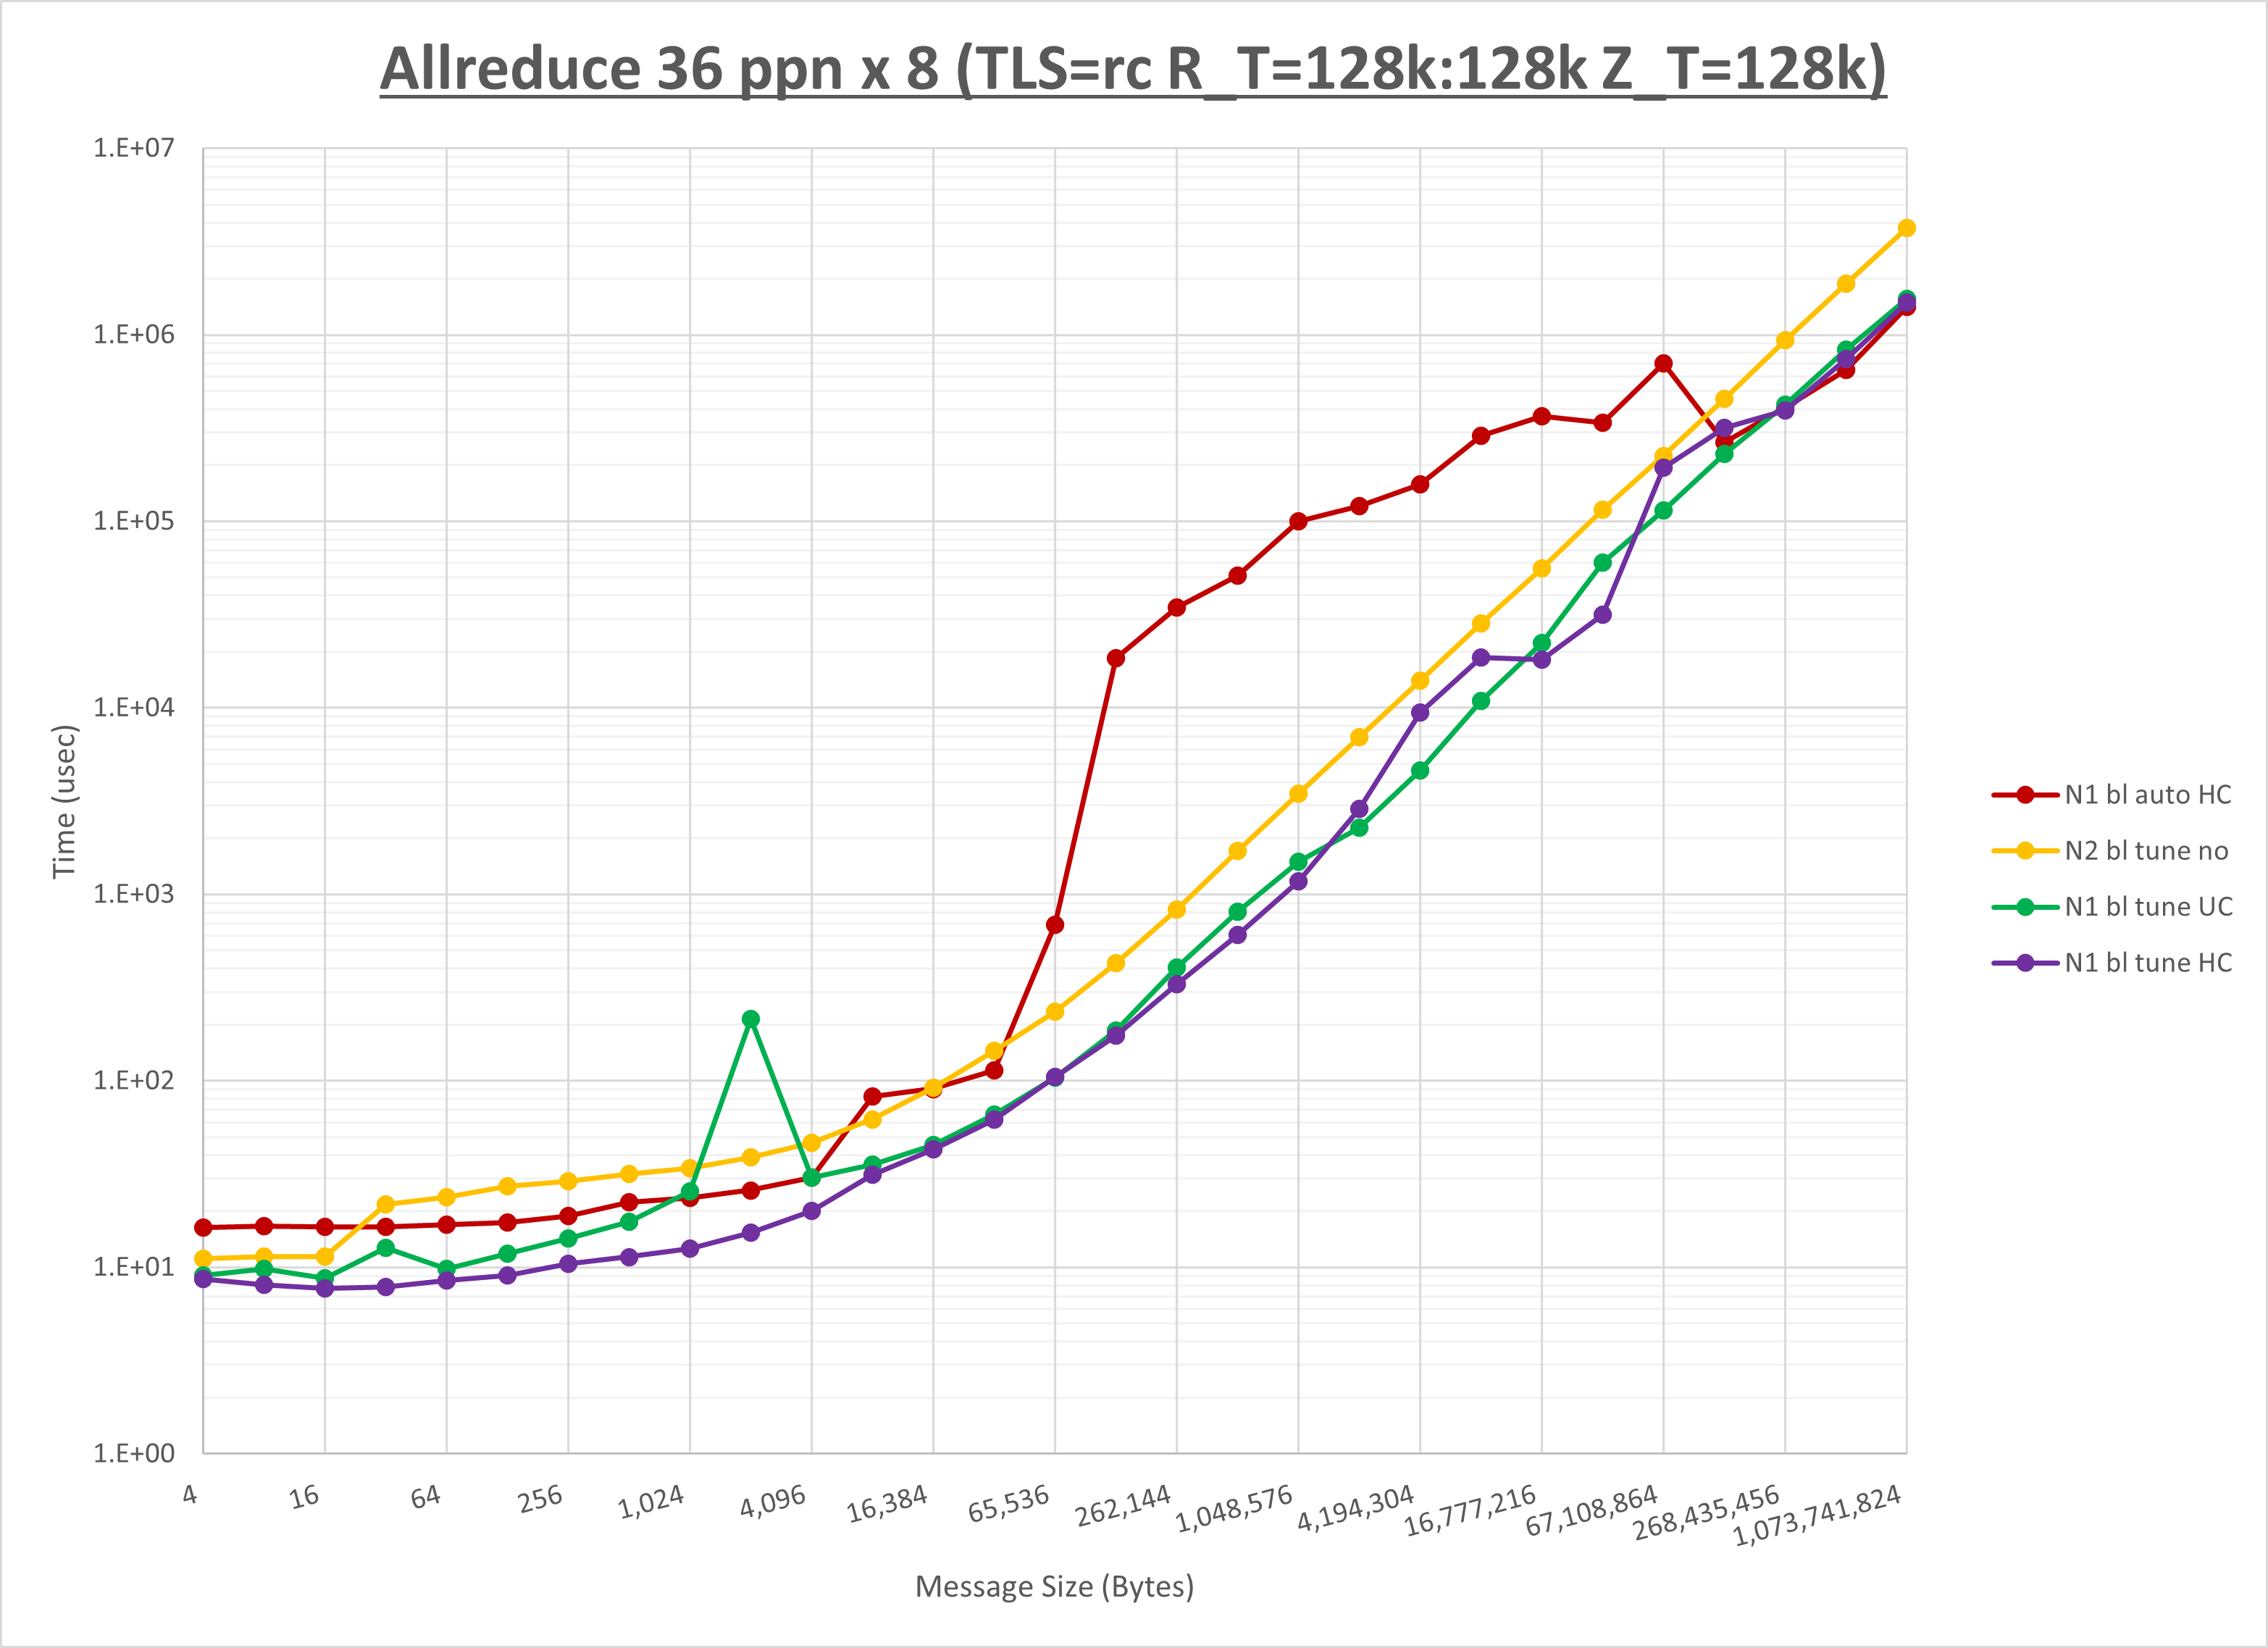 Allreduce 36 ppn x 8 (TLS=rc R_T=128k:128k Z_T=128k)
1.E+07
1.E+06
1.E+05
1.E+04
1.E+03
1.E+02
1.E+01
1.E+00
Time (usec)
4
16
64
256
1,024
4,096
16,384
65,536
262,144
1,048,576
4,194,304
16,777,216
67,108,864
268,435,456
1,073,741,824
Message Size (Bytes)
N1 bl auto HC
N2 bl tune no
N1 bl tune UC
N1 bl tune HC